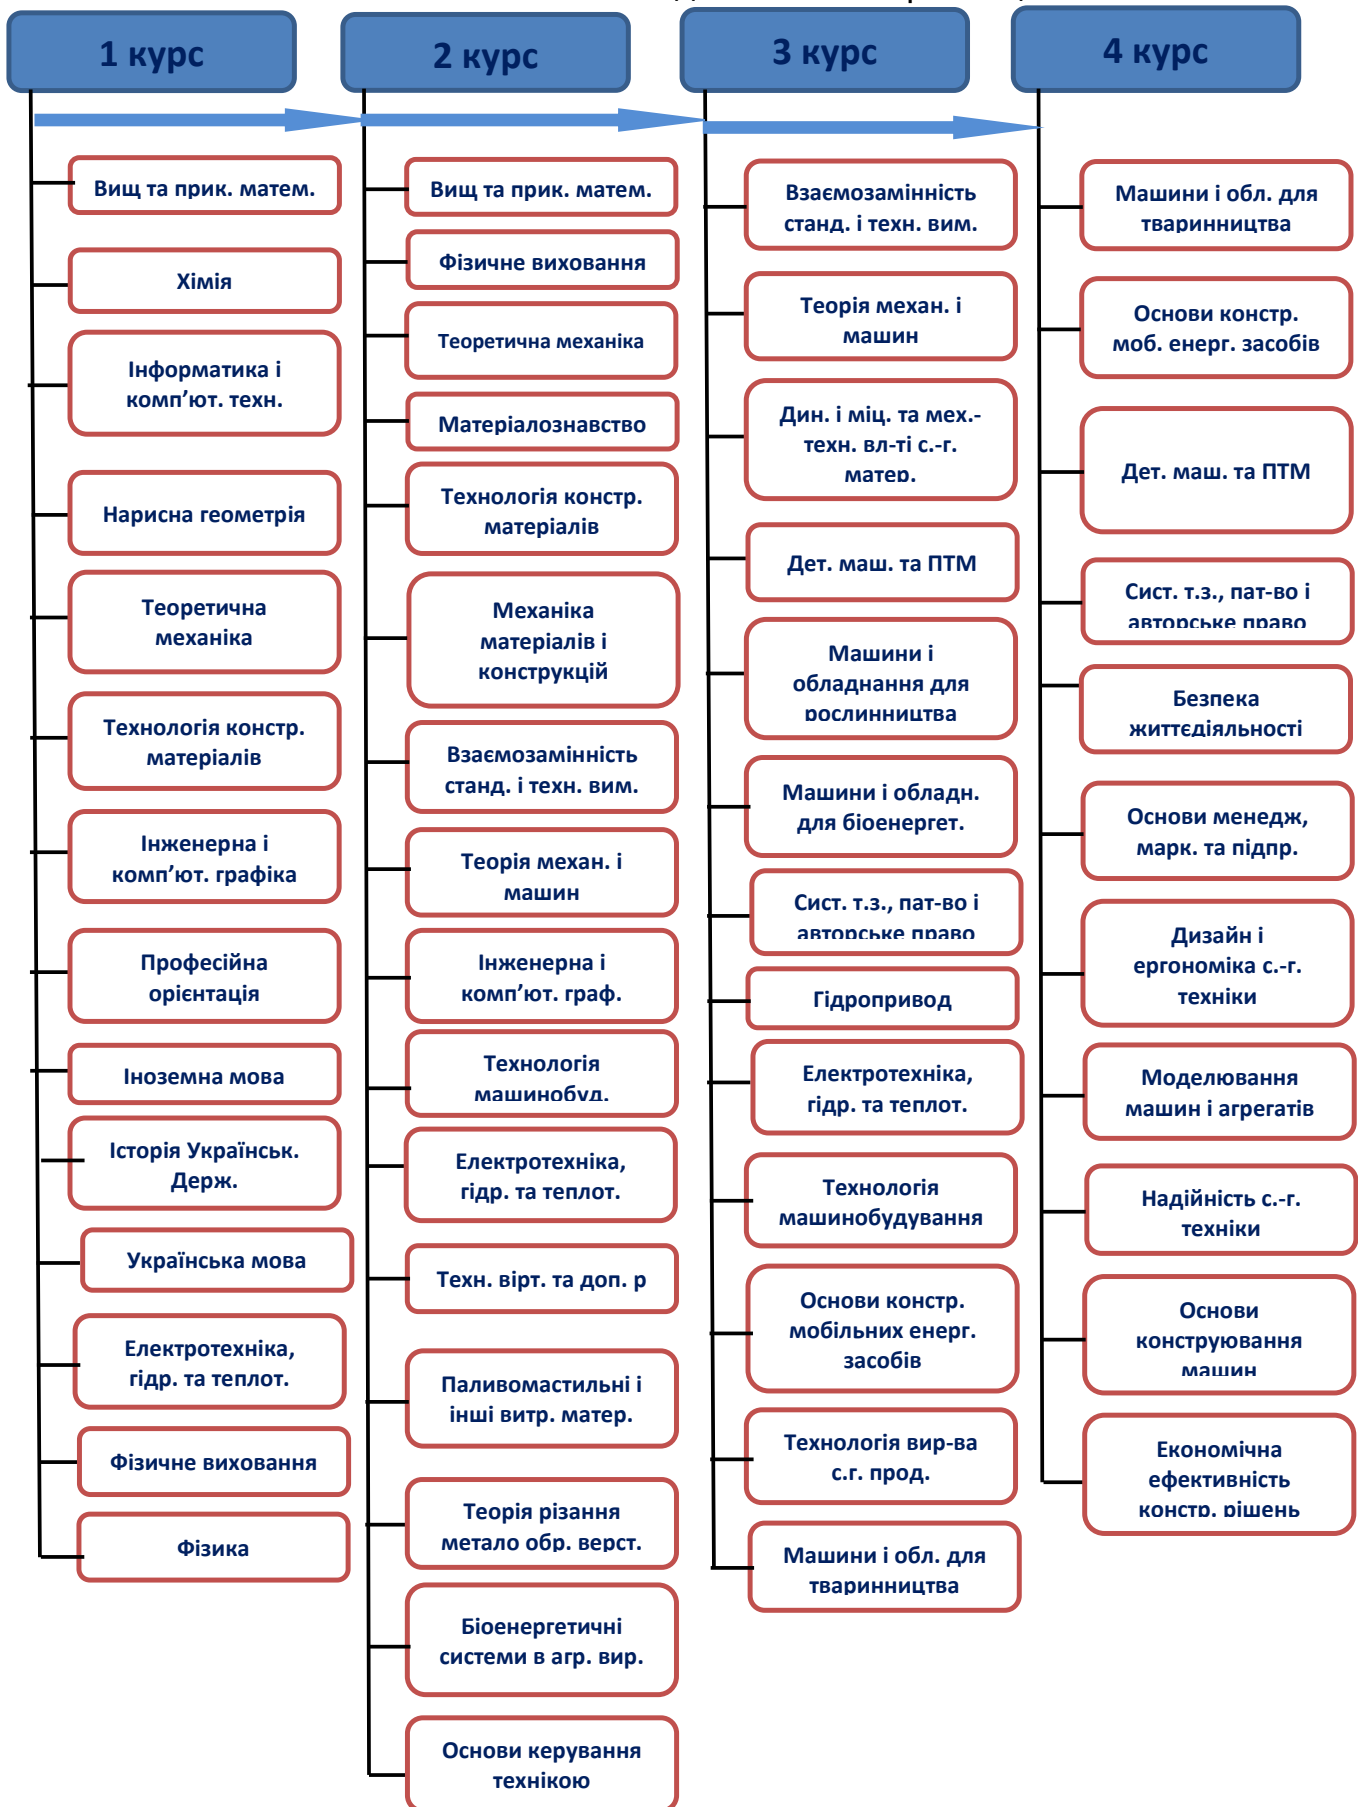 1 курс
Вищ та прик. матем.
Хімія
Інформатика і
комп’ют. техн.
Нарисна геометрія
Теоретична
механіка
Технологія констр.
матеріалів
Інженерна і
комп’ют. графіка
Професійна
орієнтація
Іноземна мова
Історія Українськ.
Держ.
Українська мова
Електротехніка,
гідр. та теплот.
Фізичне виховання
Фізика
2 курс
Вищ та прик. матем.
Фізичне виховання
Теоретична механіка
Матеріалознавство
Технологія констр.
матеріалів
Механіка
матеріалів і
конструкцій
Взаємозамінність
станд. і техн. вим.
Теорія механ. і
машин
Інженерна і
комп’ют. граф.
Технологія
машинобуд.
Електротехніка,
гідр. та теплот.
Техн. вірт. та доп. р
Паливомастильні і
інші витр. матер.
Теорія різання
метало обр. верст.
Біоенергетичні
системи в агр. вир.
Основи керування
технікою
3 курс
Взаємозамінність
станд. і техн. вим.
Теорія механ. і
машин
Дин. і міц. та мех.-
техн. вл-ті с.-г.
матер.
Дет. маш. та ПТМ
Машини і
обладнання для
рослинництва
Машини і обладн.
для біоенергет.
Сист. т.з., пат-во і
авторське право
Гідропривод
Електротехніка,
гідр. та теплот.
Технологія
машинобудування
Основи констр.
мобільних енерг.
засобів
Технологія вир-ва
с.г. прод.
Машини і обл. для
тваринництва
4 курс
Машини і обл. для
тваринництва
Основи констр.
моб. енерг. засобів
Дет. маш. та ПТМ
Сист. т.з., пат-во і
авторське право
Безпека
життєдіяльності
Основи менедж,
марк. та підпр.
Дизайн і
ергономіка с.-г.
техніки
Моделювання
машин і агрегатів
Надійність с.-г.
техніки
Основи
конструювання
машин
Економічна
ефективність
констр. рішень